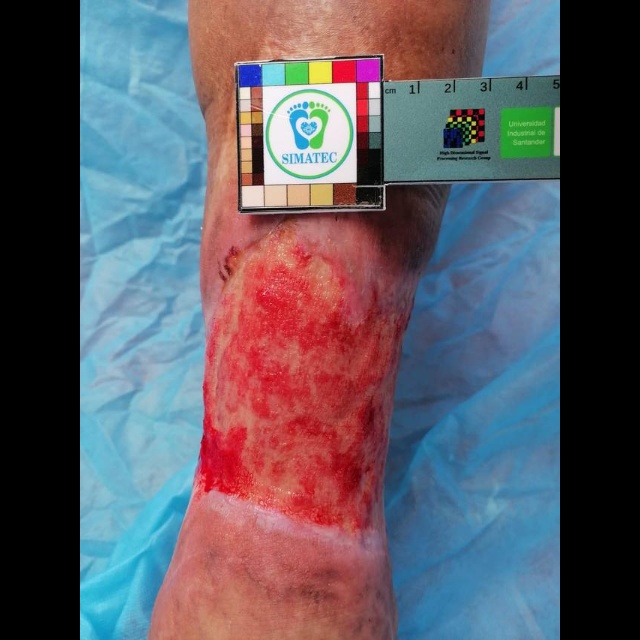 SIMATEC
cm 1 2 3 4 5
High Dimensional Signal
Processing Research Group
Universidad
Industrial de
Santander